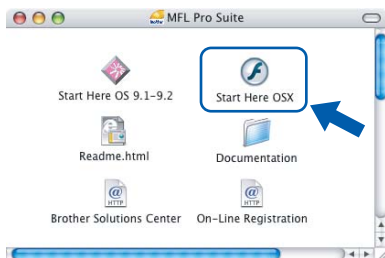 MFL Pro Suite
Start Here OS 9.1-9.2
Start Here OSX
Readme.html
Documentation
@
HTTP
@
HTTP
Brother Solutions Center
On-Line Registration